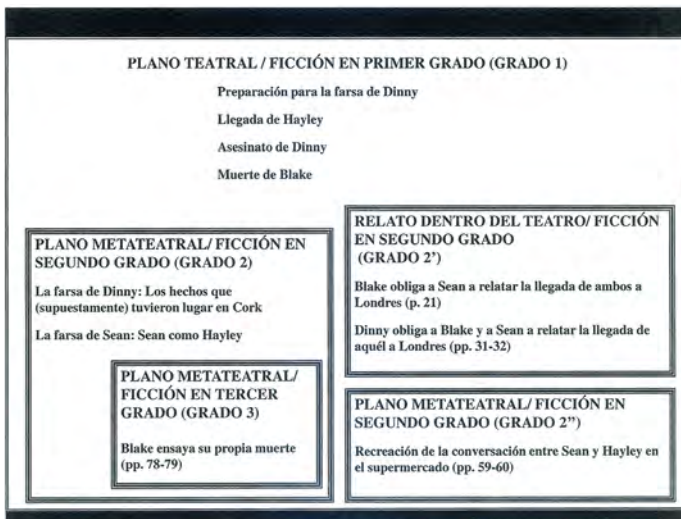 PLANO TEATRAL / FICCIÓN EN PRIMER GRADO (GRADO 1)
Preparación para la farsa de Dinny
Llegada de Hayley
Asesinato de Dinny
Muerte de Blake
PLANO METATEATRAL/ FICCIÓN EN
SEGUNDO GRADO (GRADO 2)
La farsa de Dinny: Los hechos que
(supuestamente) tuvieron lugar en Cork
La farsa de Sean: Sean como Hayley
PLANO METATEATRAL/
FICCIÓN EN TERCER
GRADO (GRADO 3)
Blake ensaya su propia muerte
(pp. 78-79)
RELATO DENTRO DEL TEATRO/ FICCIÓN
EN SEGUNDO GRADO
(GRADO 2’)
Blake obliga a Sean a relatar la llegada de ambos a
Londres (p. 21)
Dinny obliga a Blake y a Sean a relatar la llegada de
aquél a Londres (pp. 31-32)
PLANO METATEATRAL/ FICCIÓN EN
SEGUNDO GRADO (GRADO 2”)
Recreación de la conversación entre Sean y Hayley en
el supermercado (pp. 59-60)